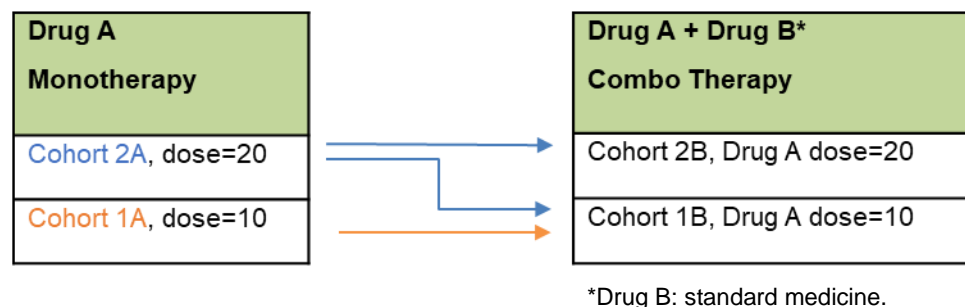 Drug A
Monotherapy
Cohort 2A, dose=20
Cohort 1A, dose=10
Drug A + Drug B*
Combo Therapy
Cohort 2B, Drug A dose=20
Cohort 1B, Drug A dose=10
*Drug B: standard medicine.